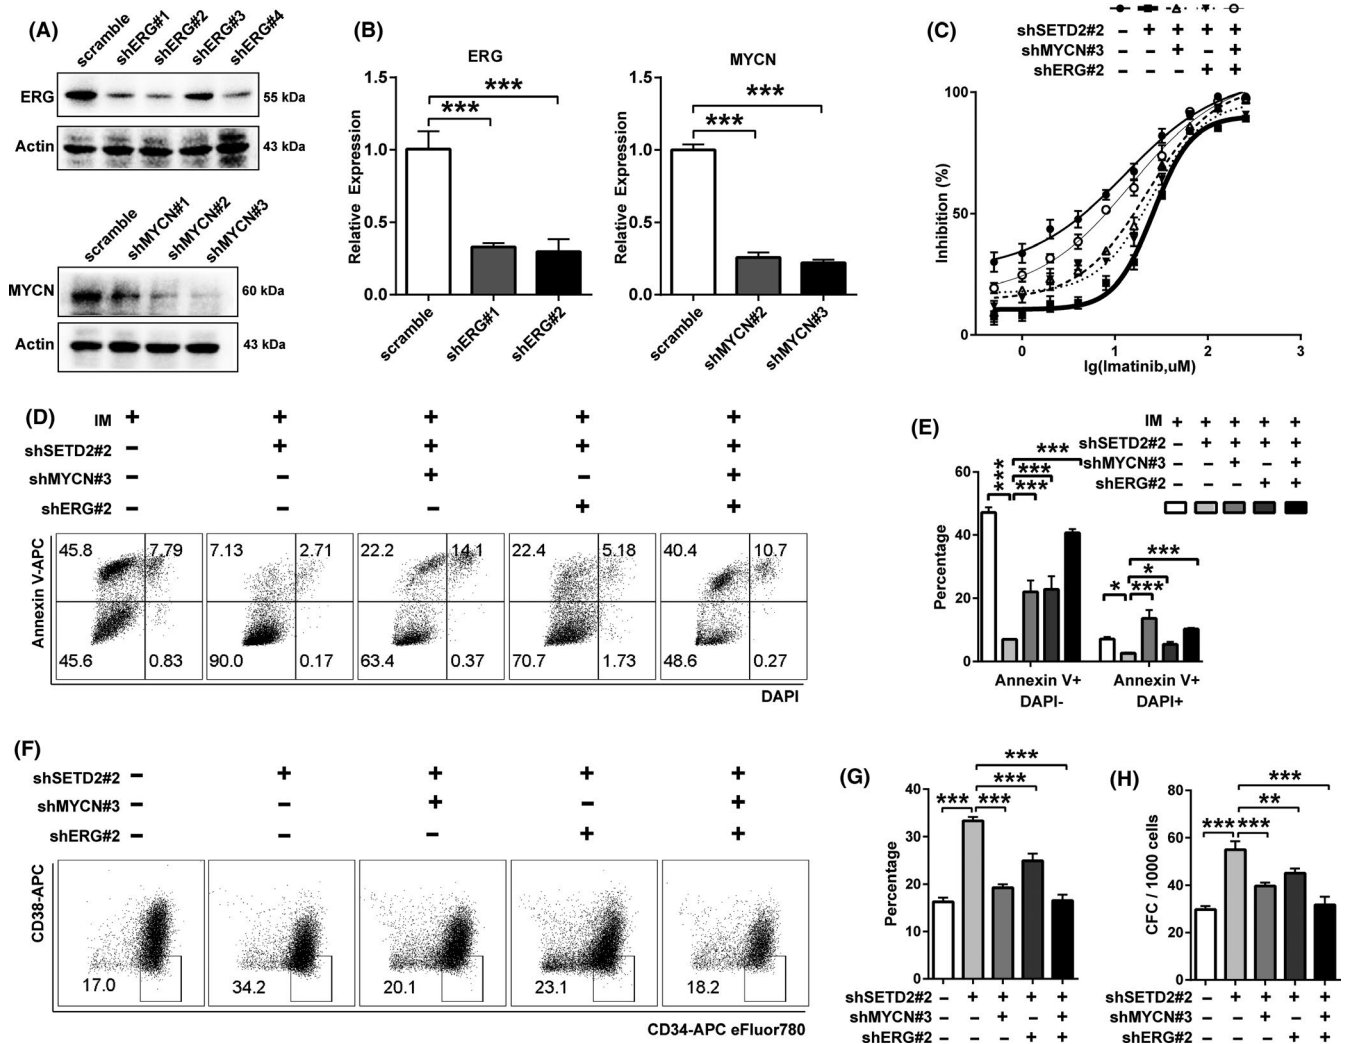 (A)
scramble
shERG#1
shERG#2
shERG#3
shERG#4
ERG
55 kDa
Actin
43 kDa
scramble
shMYCN#1
shMYCN#2
shMYCN#3
MYCN
60 kDa
Actin
43 kDa
(B)
ERG
Relative Expression
1.5
1.0
0.5
0.0
***
***
scramble
shERG#1
shERG#2
MYCN
Relative Expression
1.5
1.0
0.5
0.0
***
***
scramble
shMYCN#2
shMYCN#3
(C)
shSETD2#2 − + + + +
shMYCN#3 − − + − +
shERG#2 − − − + +
Inhibition (%)
100
50
0
0 1 2 3
lg(Imatinib,uM)
(D)
IM + + + + +
shSETD2#2 − + + + +
shMYCN#3 − − + − +
shERG#2 − − − + +
Annexin V-APC
45.8 7.79 7.13 2.71 22.2 14.1 22.4 5.18 40.4 10.7
45.6 0.83 90.0 0.17 63.4 0.37 70.7 1.73 48.6 0.27
DAPI
(E)
IM + + + + +
shSETD2#2 − + + + +
shMYCN#3 − − + − +
shERG#2 − − − + +
Percentage
60
40
20
0
***
***
***
***
*
***
*
***
Annexin V+
DAPI-
Annexin V+
DAPI+
(F)
shSETD2#2 − + + + +
shMYCN#3 − − + − +
shERG#2 − − − + +
CD38-APC
17.0 34.2 20.1 23.1 18.2
CD34-APC eFluor780
(G)
Percentage
40
30
20
10
0
***
***
***
***
shSETD2#2 − + + + +
shMYCN#3 − − + − +
shERG#2 − − − + +
(H)
CFC / 1000 cells
80
60
40
20
0
***
**
***
***
shSETD2#2 − + + + +
shMYCN#3 − − + − +
shERG#2 − − − + +